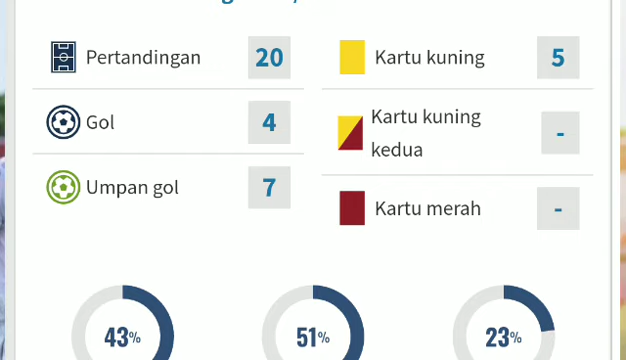 Pertandingan 20
Gol 4
Umpan gol 7
Kartu kuning 5
Kartu kuning
kedua -
Kartu merah -
43% 51% 23%